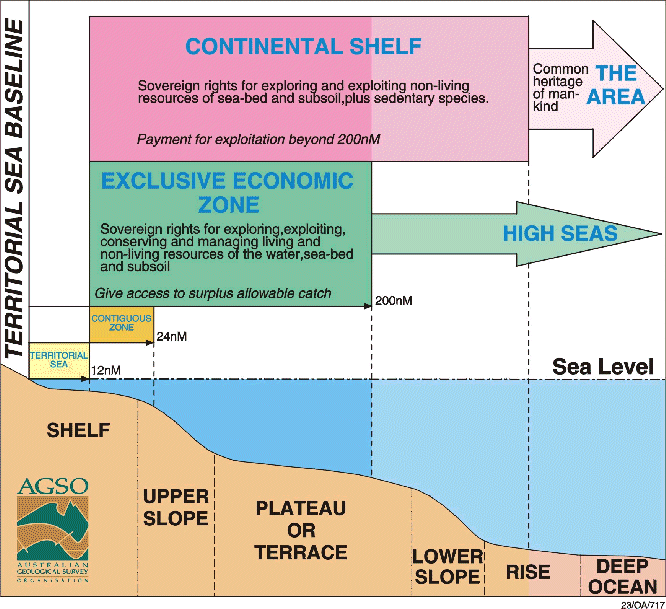 TERRITORIAL SEA BASELINE
CONTINENTAL SHELF
Sovereign rights for exploring and exploiting non-living
resources of sea-bed and subsoil,plus sedentary species.
Payment for exploitation beyond 200nM
Common
heritage
of man-
kind
THE
AREA
EXCLUSIVE ECONOMIC
ZONE
Sovereign rights for exploring,exploiting,
conserving and managing living and
non-living resources of the water,sea-bed
and subsoil
Give access to surplus allowable catch
HIGH SEAS
200nM
CONTIGUOUS
ZONE
24nM
TERRITORIAL
SEA
12nM
Sea Level
SHELF
UPPER
SLOPE
PLATEAU
OR
TERRACE
LOWER
SLOPE
RISE
DEEP
OCEAN
AGSO
AUSTRALIAN
GEOLOGICAL SURVEY
ORGANISATION
23/OA/717